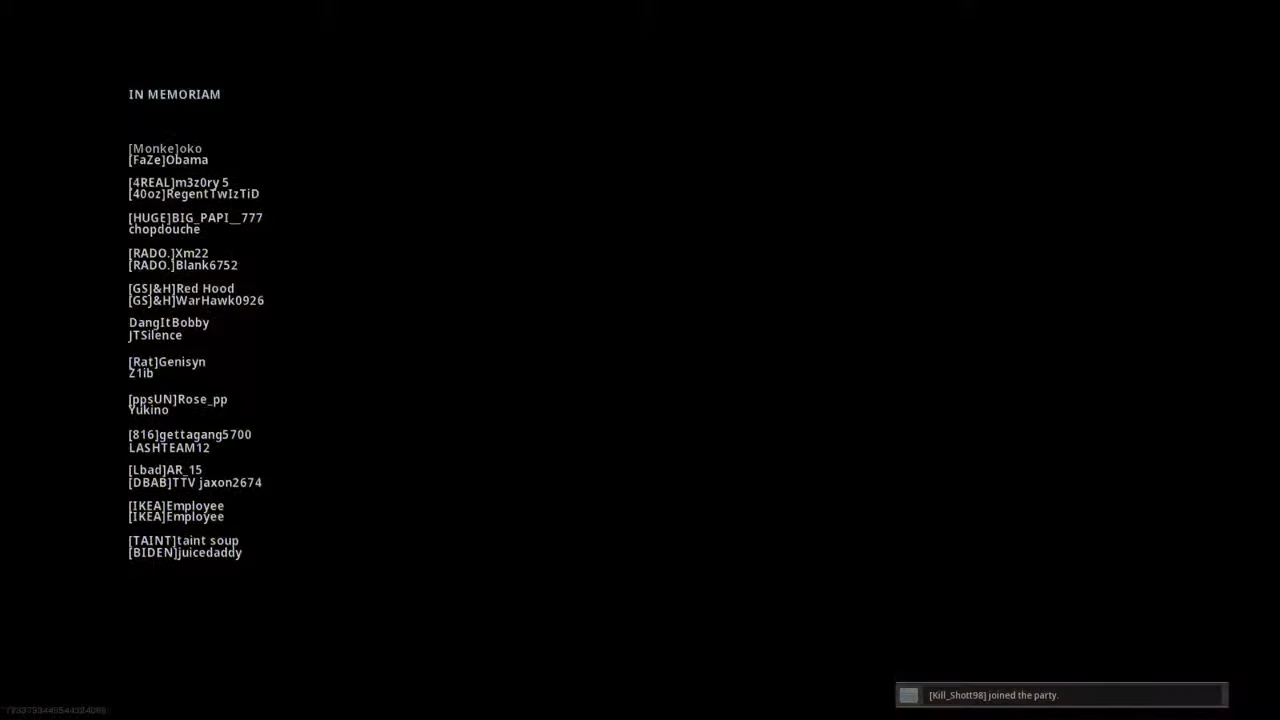 IN MEMORIAM
[Monke]oko
[FaZe]Obama
[4REAL]m3z0ry 5
[40oz]RegentTwIzTiD
[HUGE]BIG_PAPI__777
chopdouche
[RADO.]Xm22
[RADO.]Blank6752
[GSJ&H]Red Hood
[GSJ&H]WarHawk0926
DangItBobby
JTSilence
[Rat]Genisyn
Z1ib
[ppsUN]Rose_pp
Yukino
[816]gettagang5700
LASHTEAM12
[Lbad]AR_15
[DBAB]TTV jaxon2674
[IKEA]Employee
[IKEA]Employee
[TAINT]taint soup
[BIDEN]juicedaddy
[Kill_Shott98] joined the party.